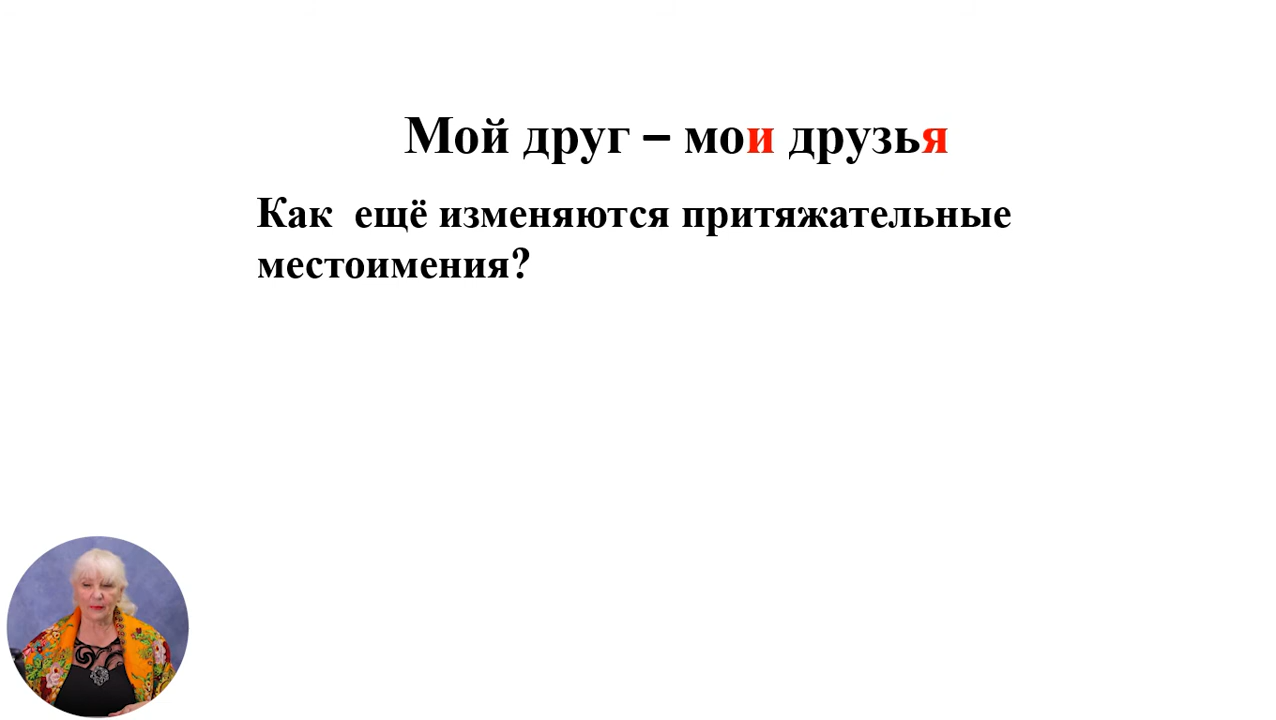 Мой друг – мои друзья
Как ещё изменяются притяжательные
местоимения?